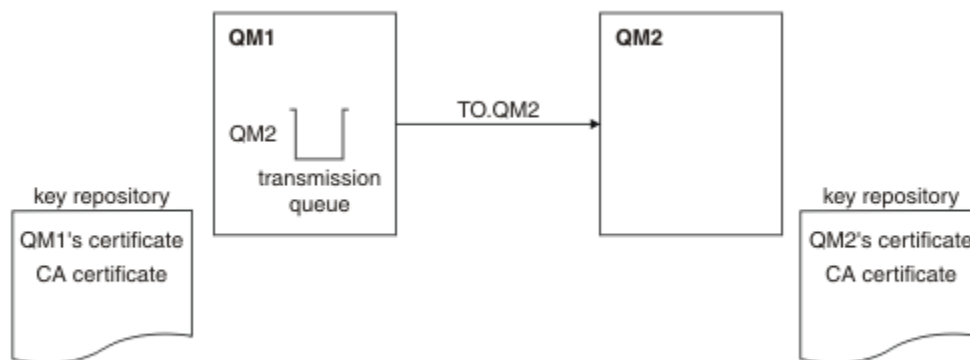 QM1
QM2
TO.QM2
QM2
transmission
queue
key repository
QM1's certificate
CA certificate
key repository
QM2's certificate
CA certificate